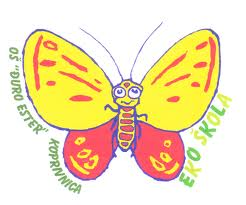 OŠ "ĐURO ESTER"
KOPRIVNICA
EKO ŠKOLA